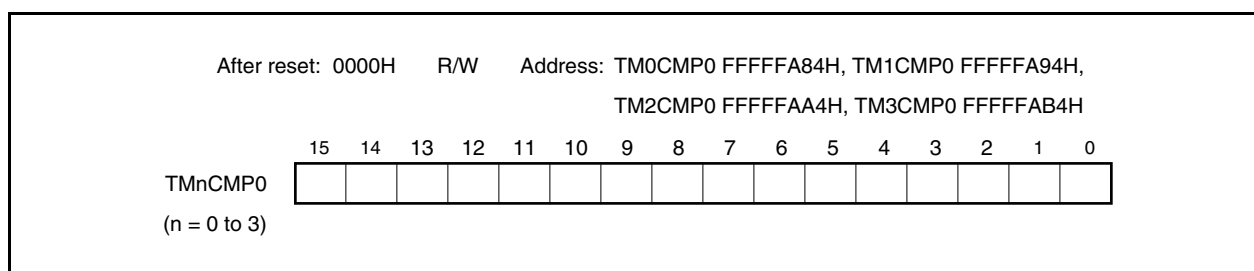 After reset: 0000H R/W Address: TM0CMP0 FFFFFA84H, TM1CMP0 FFFFFA94H,
TM2CMP0 FFFFFAA4H, TM3CMP0 FFFFFAB4H
15 14 13 12 11 10 9 8 7 6 5 4 3 2 1 0
TMnCMP0
(n = 0 to 3)